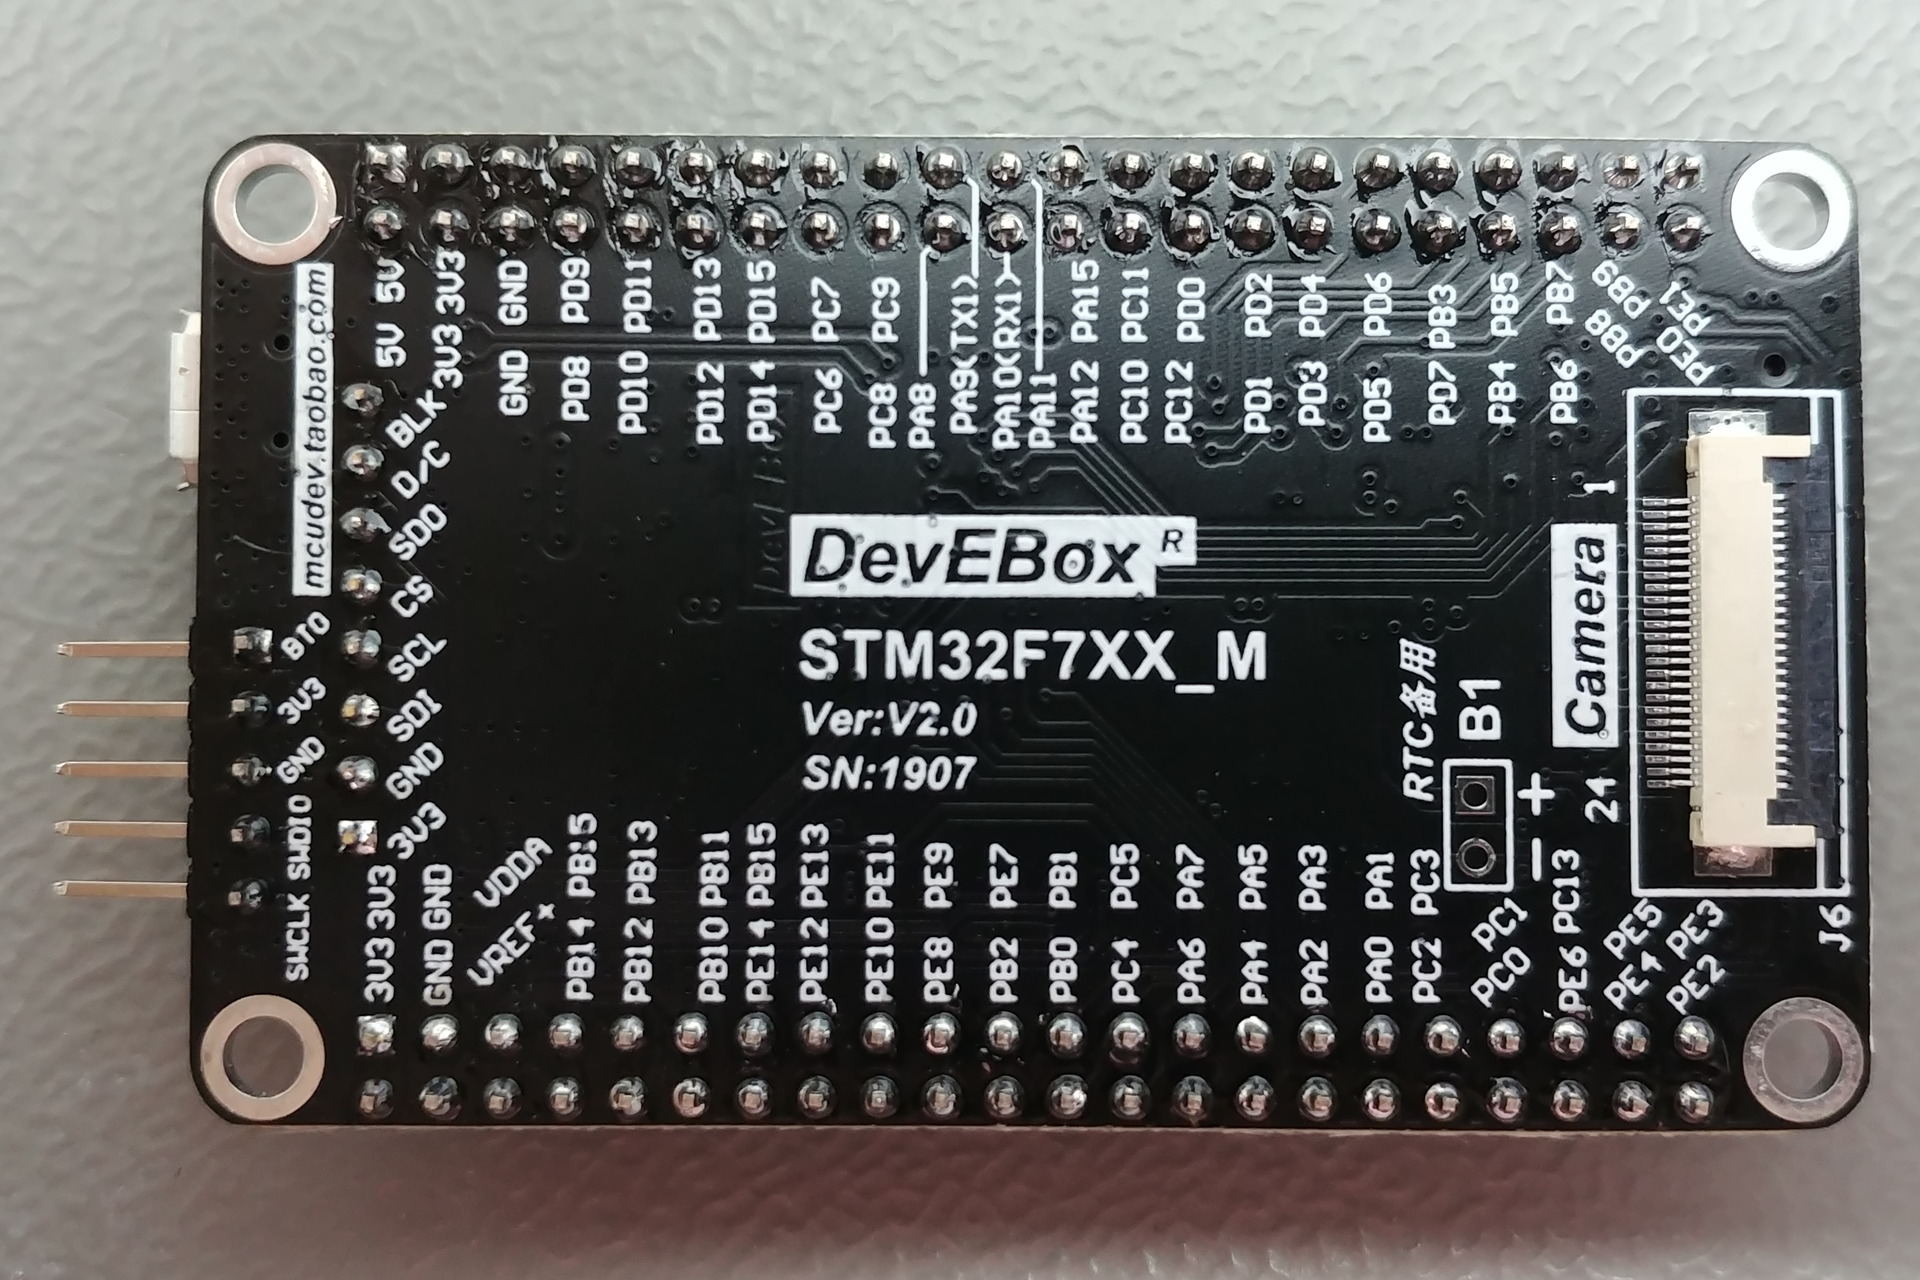 5V 3V3 GND PD9 PD11 PD13 PD15 PC7 PC9 PA9(TX1) PA10(RX1) PA15 PC11 PD0 PD2 PD4 PD6 PB3 PB5 PB7 PB9 PE1
5V 3V3 GND PD8 PD10 PD12 PD14 PC6 PC8 PA8 PA11 PA12 PC10 PC12 PD1 PD3 PD5 PD7 PB4 PB6 PB8 PE0
mcudev.taobao.com
BLK
D/C
SDO
CS
SCL
SDI
GND
3V3
BT0
3V3
GND
SWDIO
SWCLK
DevEBox R
STM32F7XX_M
Ver:V2.0
SN:1907
RTC备用
B1
+
-
Camera
1
24
J6
3V3 GND VDDA PB15 PB13 PB11 PB15 PE13 PE11 PE9 PE7 PB1 PC5 PA7 PA5 PA3 PA1 PC3 PC1 PC13 PE5 PE3
3V3 GND VREF+ PB14 PB12 PB10 PE14 PE12 PE10 PE8 PB2 PB0 PC4 PA6 PA4 PA2 PA0 PC2 PC0 PE6 PE4 PE2